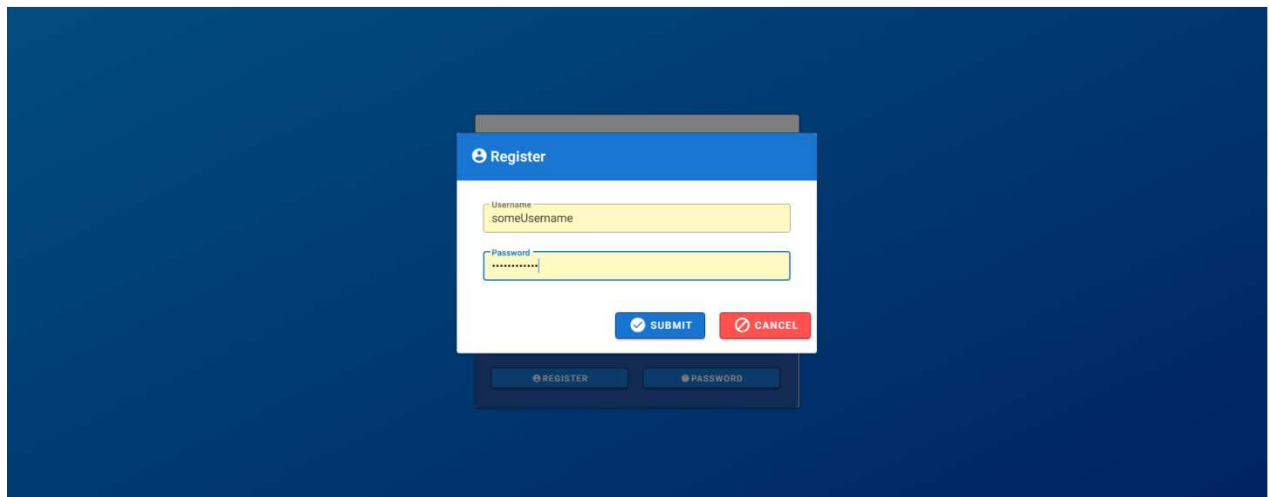 Register
Username
someUsername
Password
••••••••••••
SUBMIT CANCEL
REGISTER PASSWORD